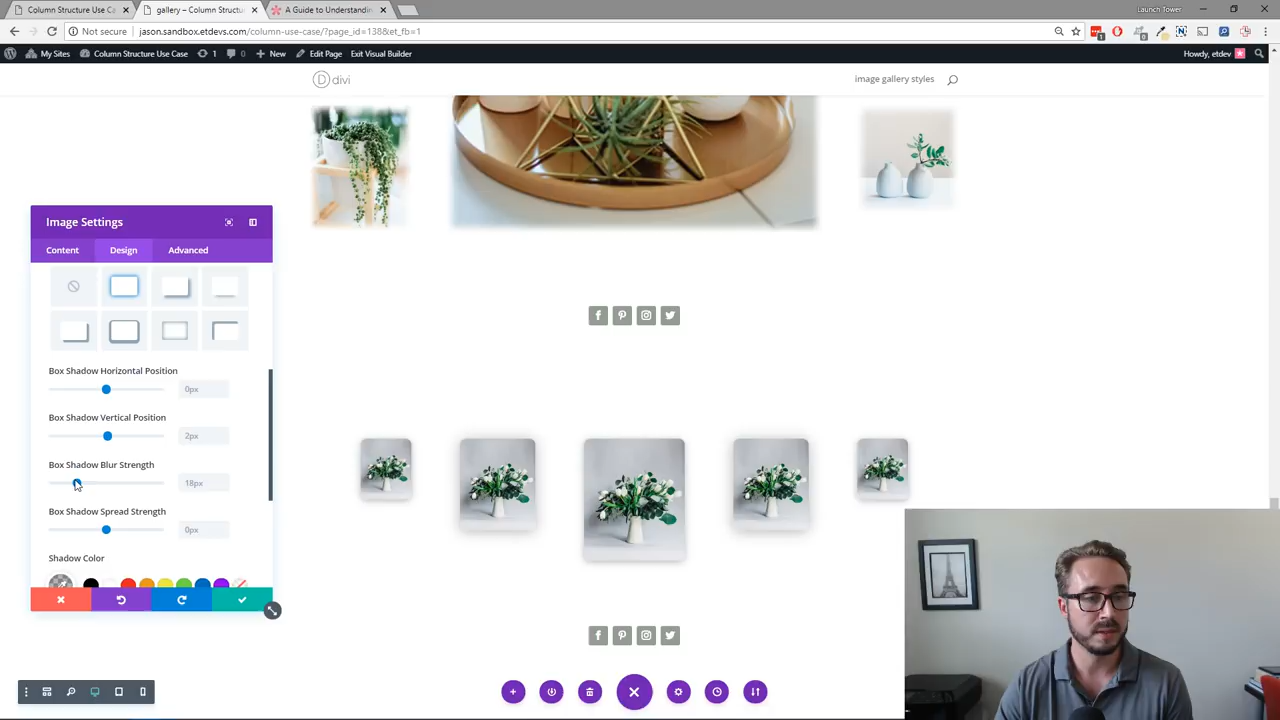 Column Structure Use Ca
gallery – Column Structu
A Guide to Understandin
Launch Tower
Not secure
jason.sandbox.etdevs.com/column-use-case/?page_id=138&et_fb=1
My Sites
Column Structure Use Case
1
0
New
Edit Page
Exit Visual Builder
Howdy, etdev
D divi
image gallery styles
Image Settings
Content
Design
Advanced
Box Shadow Horizontal Position
0px
Box Shadow Vertical Position
2px
Box Shadow Blur Strength
18px
Box Shadow Spread Strength
0px
Shadow Color